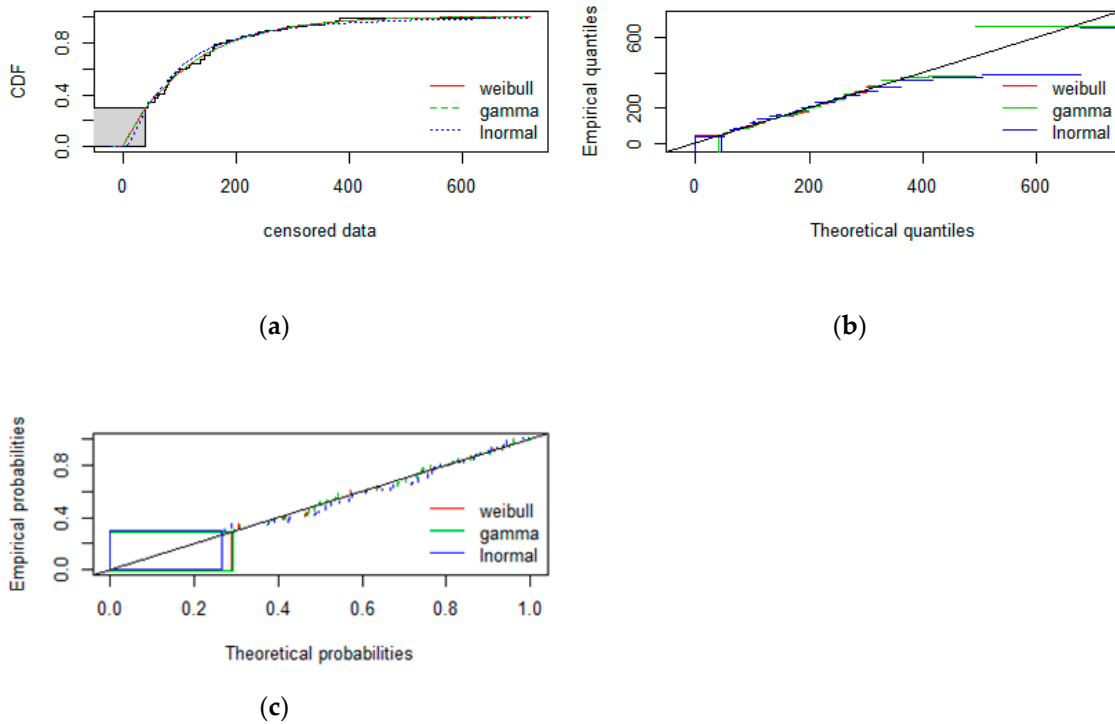 CDF
0.0 0.4 0.8
weibull
gamma
lnormal
0 200 400 600
censored data
(a)
Empirical quantiles
0 200 600
weibull
gamma
lnormal
0 200 400 600
Theoretical quantiles
(b)
Empirical probabilities
0.0 0.4 0.8
weibull
gamma
lnormal
0.0 0.2 0.4 0.6 0.8 1.0
Theoretical probabilities
(c)